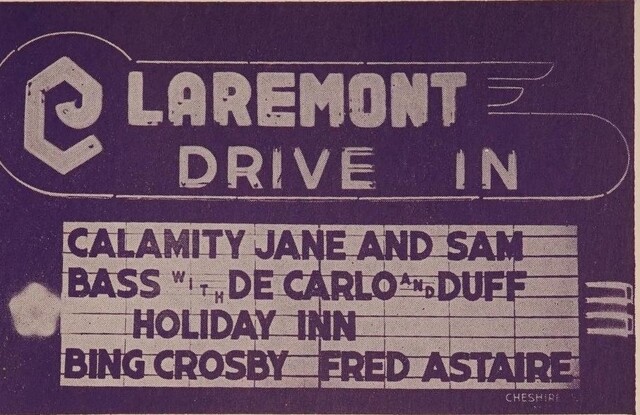 CLAREMONT
DRIVE IN
CALAMITY JANE AND SAM
BASS WITH DE CARLO AND DUFF
HOLIDAY INN
BING CROSBY FRED ASTAIRE
CHESHIRE